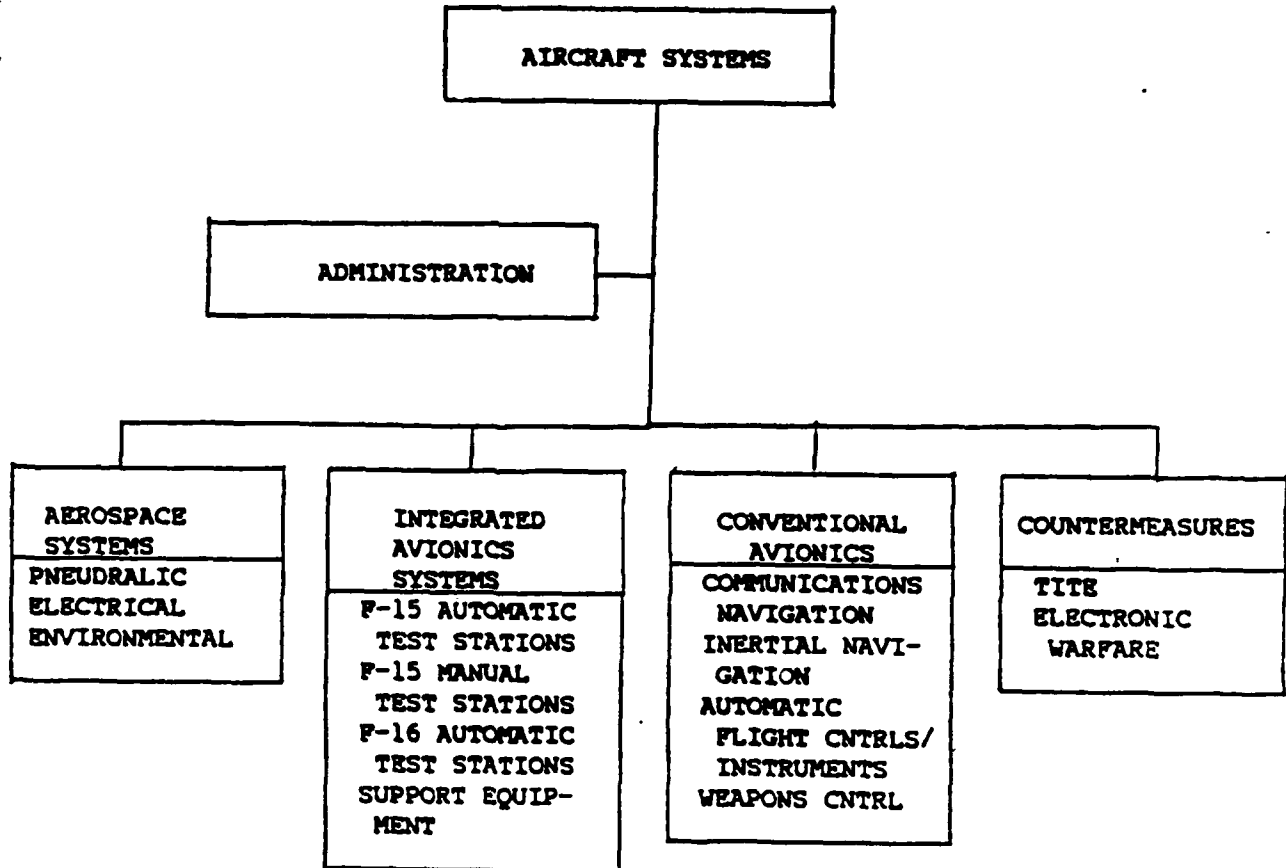 AIRCRAFT SYSTEMS
ADMINISTRATION
AEROSPACE
SYSTEMS
PNEUDRALIC
ELECTRICAL
ENVIRONMENTAL
INTEGRATED
AVIONICS
SYSTEMS
F-15 AUTOMATIC
TEST STATIONS
F-15 MANUAL
TEST STATIONS
F-16 AUTOMATIC
TEST STATIONS
SUPPORT EQUIP-
MENT
CONVENTIONAL
AVIONICS
COMMUNICATIONS
NAVIGATION
INERTIAL NAVI-
GATION
AUTOMATIC
FLIGHT CNTRLS/
INSTRUMENTS
WEAPONS CNTRL
COUNTERMEASURES
TITE
ELECTRONIC
WARFARE